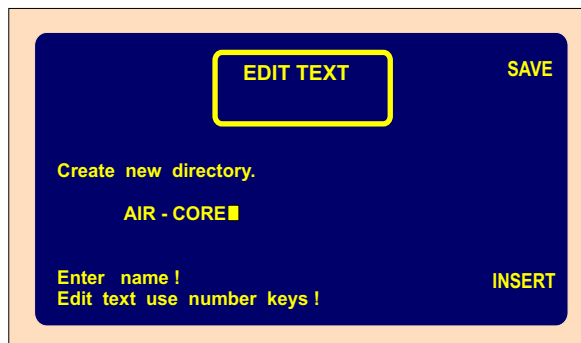 EDIT TEXT
SAVE
Create new directory.
AIR - CORE
Enter name !
Edit text use number keys !
INSERT